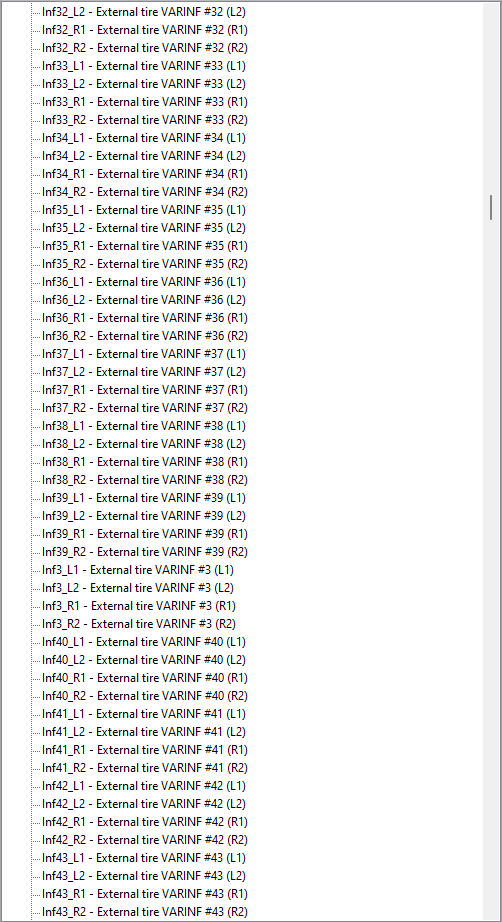 Inf32_L2 - External tire VARINF #32 (L2)
Inf32_R1 - External tire VARINF #32 (R1)
Inf32_R2 - External tire VARINF #32 (R2)
Inf33_L1 - External tire VARINF #33 (L1)
Inf33_L2 - External tire VARINF #33 (L2)
Inf33_R1 - External tire VARINF #33 (R1)
Inf33_R2 - External tire VARINF #33 (R2)
Inf34_L1 - External tire VARINF #34 (L1)
Inf34_L2 - External tire VARINF #34 (L2)
Inf34_R1 - External tire VARINF #34 (R1)
Inf34_R2 - External tire VARINF #34 (R2)
Inf35_L1 - External tire VARINF #35 (L1)
Inf35_L2 - External tire VARINF #35 (L2)
Inf35_R1 - External tire VARINF #35 (R1)
Inf35_R2 - External tire VARINF #35 (R2)
Inf36_L1 - External tire VARINF #36 (L1)
Inf36_L2 - External tire VARINF #36 (L2)
Inf36_R1 - External tire VARINF #36 (R1)
Inf36_R2 - External tire VARINF #36 (R2)
Inf37_L1 - External tire VARINF #37 (L1)
Inf37_L2 - External tire VARINF #37 (L2)
Inf37_R1 - External tire VARINF #37 (R1)
Inf37_R2 - External tire VARINF #37 (R2)
Inf38_L1 - External tire VARINF #38 (L1)
Inf38_L2 - External tire VARINF #38 (L2)
Inf38_R1 - External tire VARINF #38 (R1)
Inf38_R2 - External tire VARINF #38 (R2)
Inf39_L1 - External tire VARINF #39 (L1)
Inf39_L2 - External tire VARINF #39 (L2)
Inf39_R1 - External tire VARINF #39 (R1)
Inf39_R2 - External tire VARINF #39 (R2)
Inf3_L1 - External tire VARINF #3 (L1)
Inf3_L2 - External tire VARINF #3 (L2)
Inf3_R1 - External tire VARINF #3 (R1)
Inf3_R2 - External tire VARINF #3 (R2)
Inf40_L1 - External tire VARINF #40 (L1)
Inf40_L2 - External tire VARINF #40 (L2)
Inf40_R1 - External tire VARINF #40 (R1)
Inf40_R2 - External tire VARINF #40 (R2)
Inf41_L1 - External tire VARINF #41 (L1)
Inf41_L2 - External tire VARINF #41 (L2)
Inf41_R1 - External tire VARINF #41 (R1)
Inf41_R2 - External tire VARINF #41 (R2)
Inf42_L1 - External tire VARINF #42 (L1)
Inf42_L2 - External tire VARINF #42 (L2)
Inf42_R1 - External tire VARINF #42 (R1)
Inf42_R2 - External tire VARINF #42 (R2)
Inf43_L1 - External tire VARINF #43 (L1)
Inf43_L2 - External tire VARINF #43 (L2)
Inf43_R1 - External tire VARINF #43 (R1)
Inf43_R2 - External tire VARINF #43 (R2)